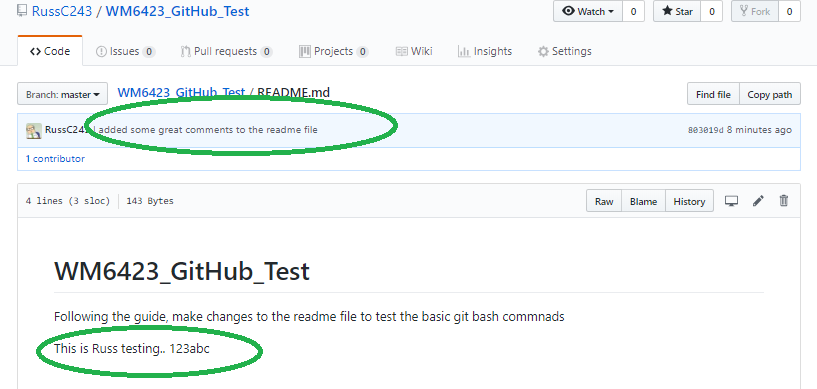 RussC243 / WM6423_GitHub_Test
Watch 0 Star 0 Fork 0
Code Issues 0 Pull requests 0 Projects 0 Wiki Insights Settings
Branch: master WM6423_GitHub_Test / README.md Find file Copy path
RussC243 I added some great comments to the readme file 803019d 8 minutes ago
1 contributor
4 lines (3 sloc) 143 Bytes Raw Blame History
WM6423_GitHub_Test
Following the guide, make changes to the readme file to test the basic git bash commnads
This is Russ testing.. 123abc